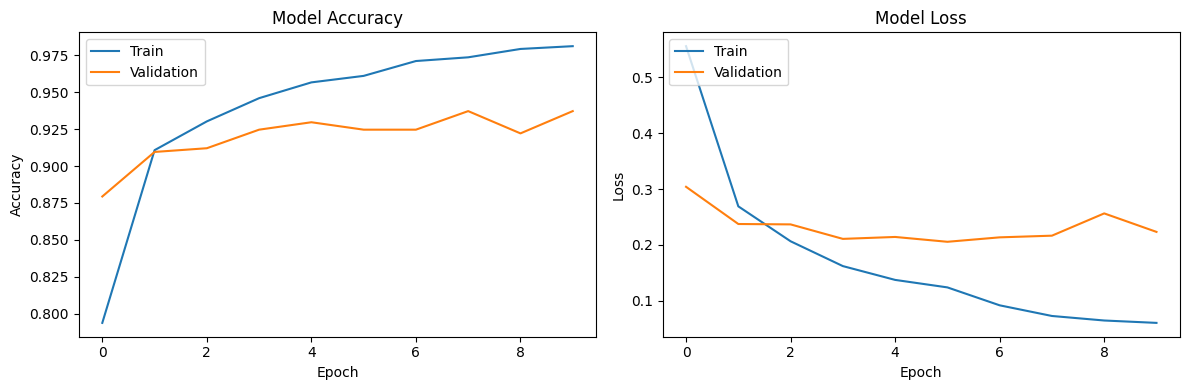 Model Accuracy
Train
Validation
0.975
0.950
0.925
0.900
0.875
0.850
0.825
0.800
Accuracy
0 2 4 6 8
Epoch
Model Loss
Train
Validation
0.5
0.4
0.3
0.2
0.1
Loss
0 2 4 6 8
Epoch